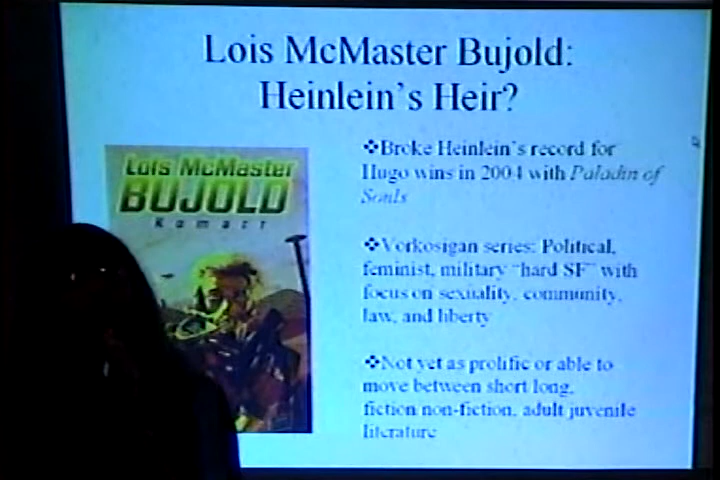 Lois McMaster Bujold:
Heinlein's Heir?
Lois McMaster
BUJOLD
Komarr
❖Broke Heinlein's record for
Hugo wins in 2004 with Paladin of
Souls
❖Vorkosigan series: Political,
feminist, military "hard SF" with
focus on sexuality, community,
law, and liberty
❖Not yet as prolific or able to
move between short long,
fiction non-fiction, adult juvenile
literature